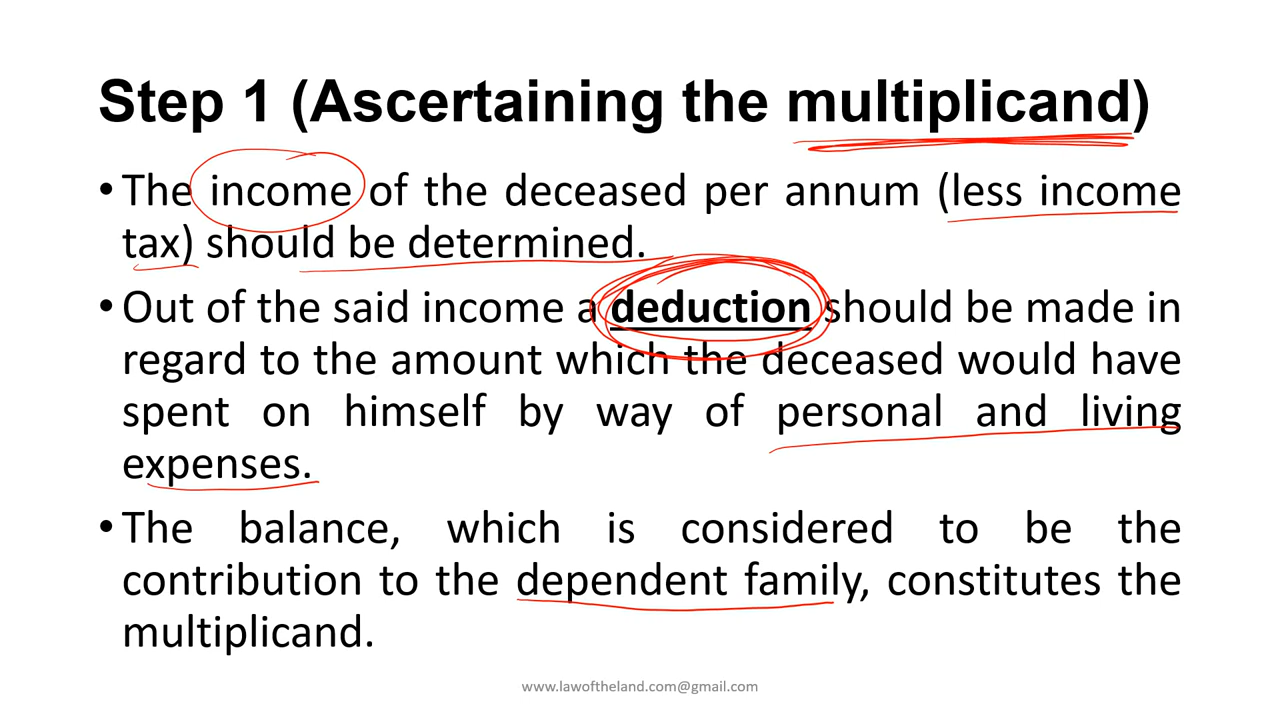 Step 1 (Ascertaining the multiplicand)
• The income of the deceased per annum (less income
tax) should be determined.
• Out of the said income a deduction should be made in
regard to the amount which the deceased would have
spent on himself by way of personal and living
expenses.
• The balance, which is considered to be the
contribution to the dependent family, constitutes the
multiplicand.
www.lawoftheland.com@gmail.com